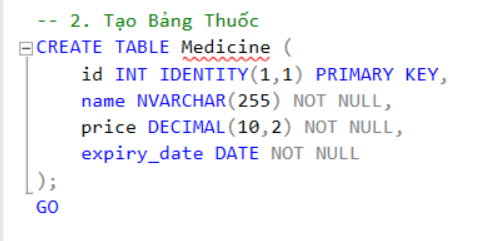 -- 2. Tạo Bảng Thuốc
CREATE TABLE Medicine (
id INT IDENTITY(1,1) PRIMARY KEY,
name NVARCHAR(255) NOT NULL,
price DECIMAL(10,2) NOT NULL,
expiry_date DATE NOT NULL
);
GO